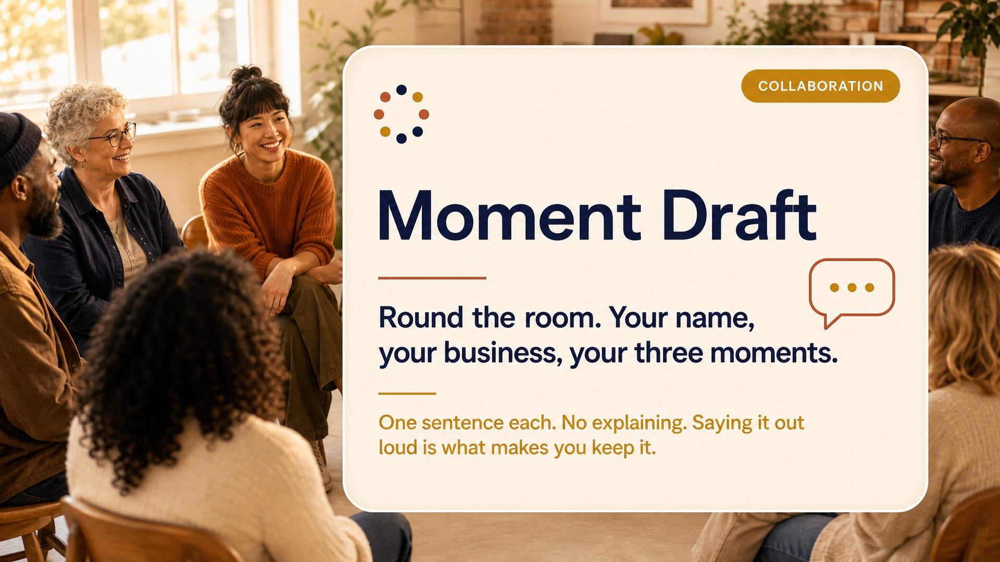 COLLABORATION
Moment Draft
Round the room. Your name,
your business, your three moments.
One sentence each. No explaining. Saying it out
loud is what makes you keep it.